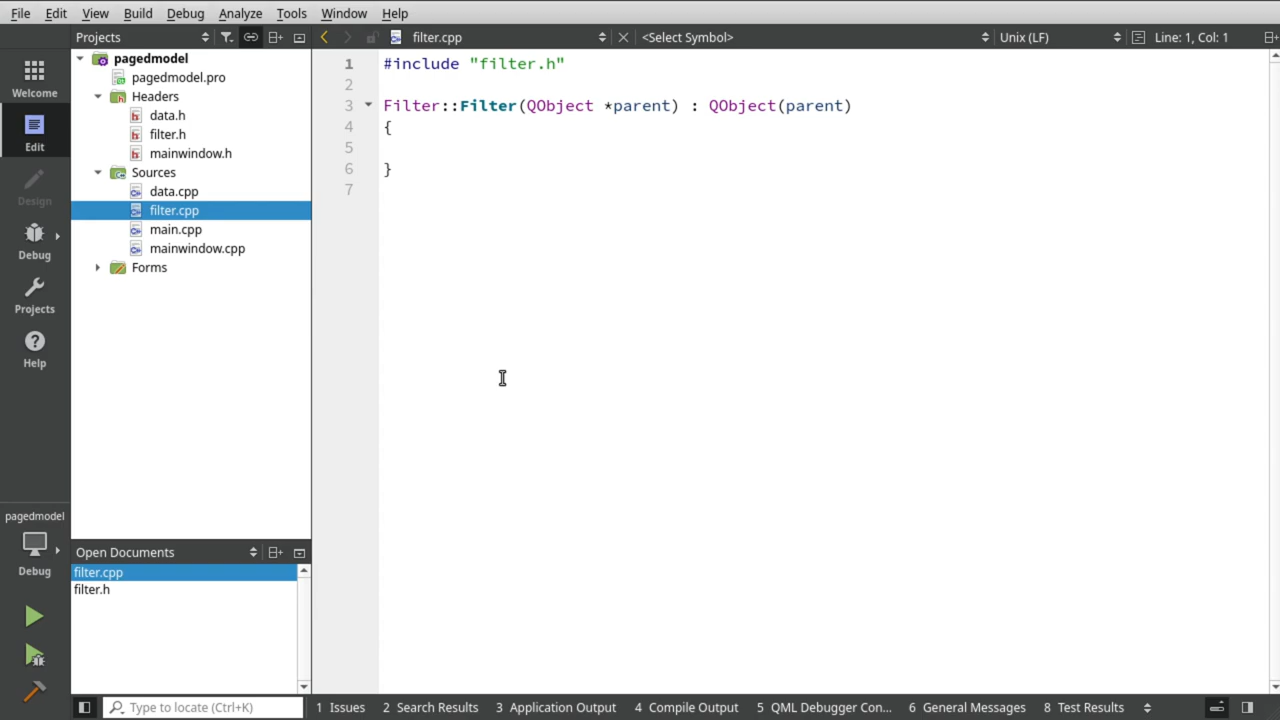 File Edit View Build Debug Analyze Tools Window Help
Projects filter.cpp <Select Symbol> Unix (LF) Line: 1, Col: 1
Welcome
Edit
Design
Debug
Projects
Help
pagedmodel
Debug
pagedmodel
pagedmodel.pro
Headers
data.h
filter.h
mainwindow.h
Sources
data.cpp
filter.cpp
main.cpp
mainwindow.cpp
Forms
Open Documents
filter.cpp
filter.h
1 #include "filter.h"
2
3 Filter::Filter(QObject *parent) : QObject(parent)
4 {
5
6 }
7
Type to locate (Ctrl+K) 1 Issues 2 Search Results 3 Application Output 4 Compile Output 5 QML Debugger Con... 6 General Messages 8 Test Results